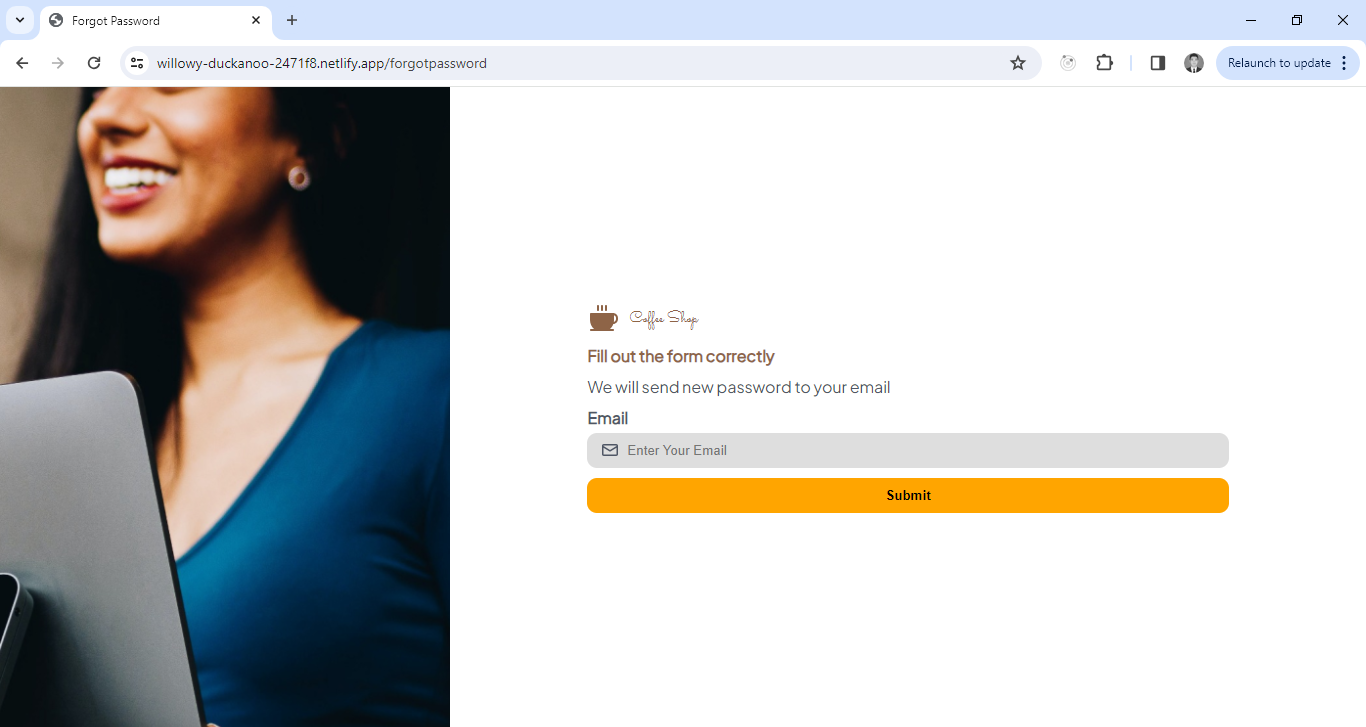 Forgot Password
willowy-duckanoo-2471f8.netlify.app/forgotpassword
Relaunch to update
Coffee Shop
Fill out the form correctly
We will send new password to your email
Email
Enter Your Email
Submit